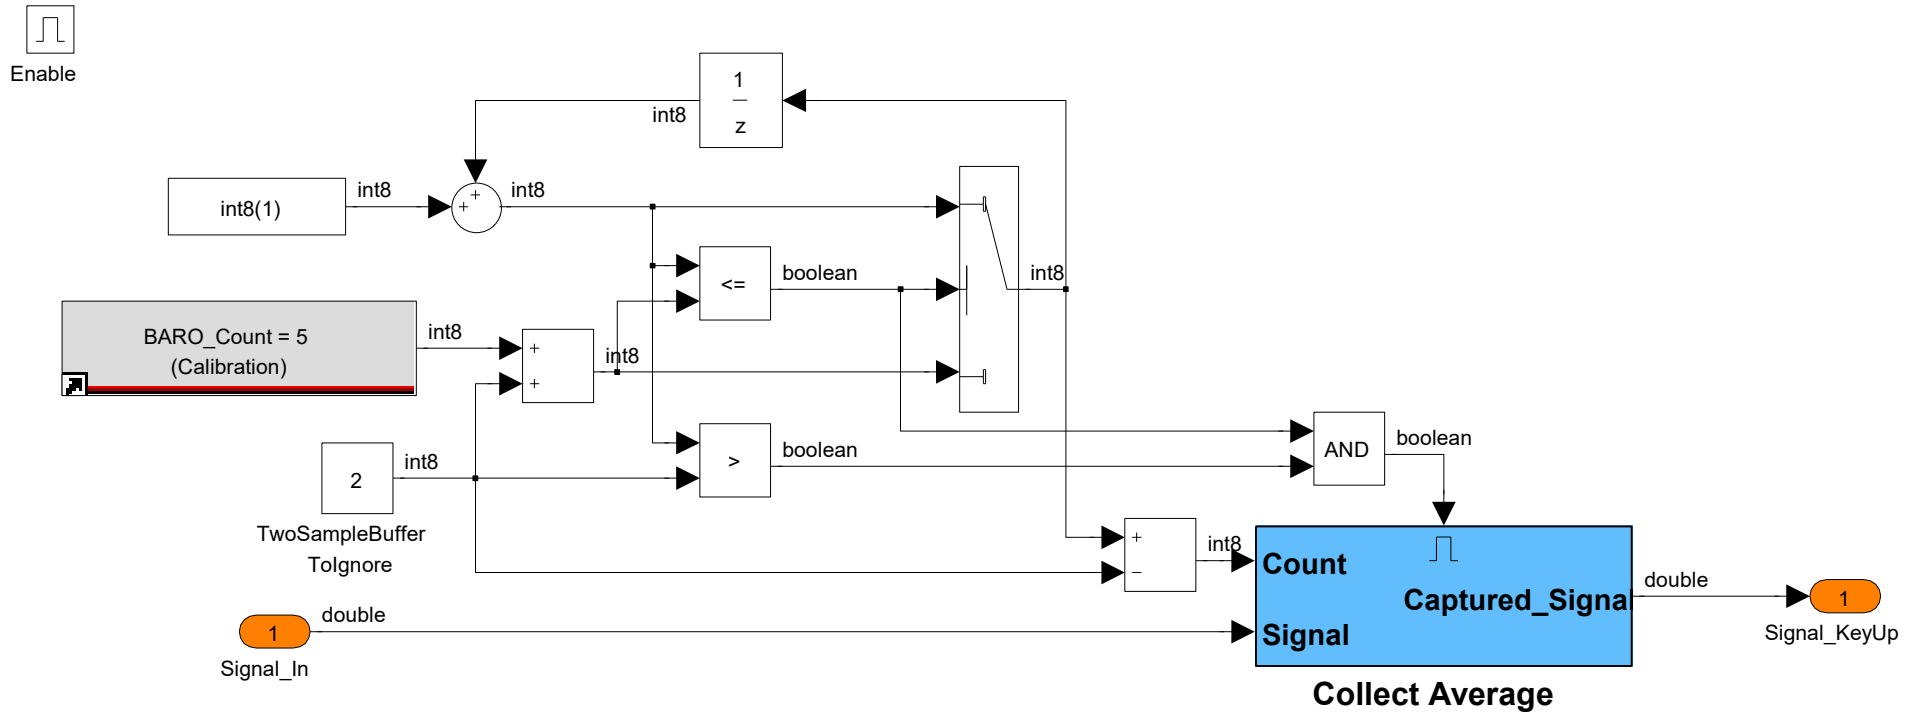 Enable
1
z
int8
int8(1)
int8
+
+
int8
<=
boolean
int8
BARO_Count = 5
(Calibration)
int8
+
+
int8
2
int8
TwoSampleBuffer
ToIgnore
>
boolean
AND
boolean
+
−
int8
Count
Captured_Signal
Signal
Collect Average
double
1
Signal_KeyUp
1
double
Signal_In